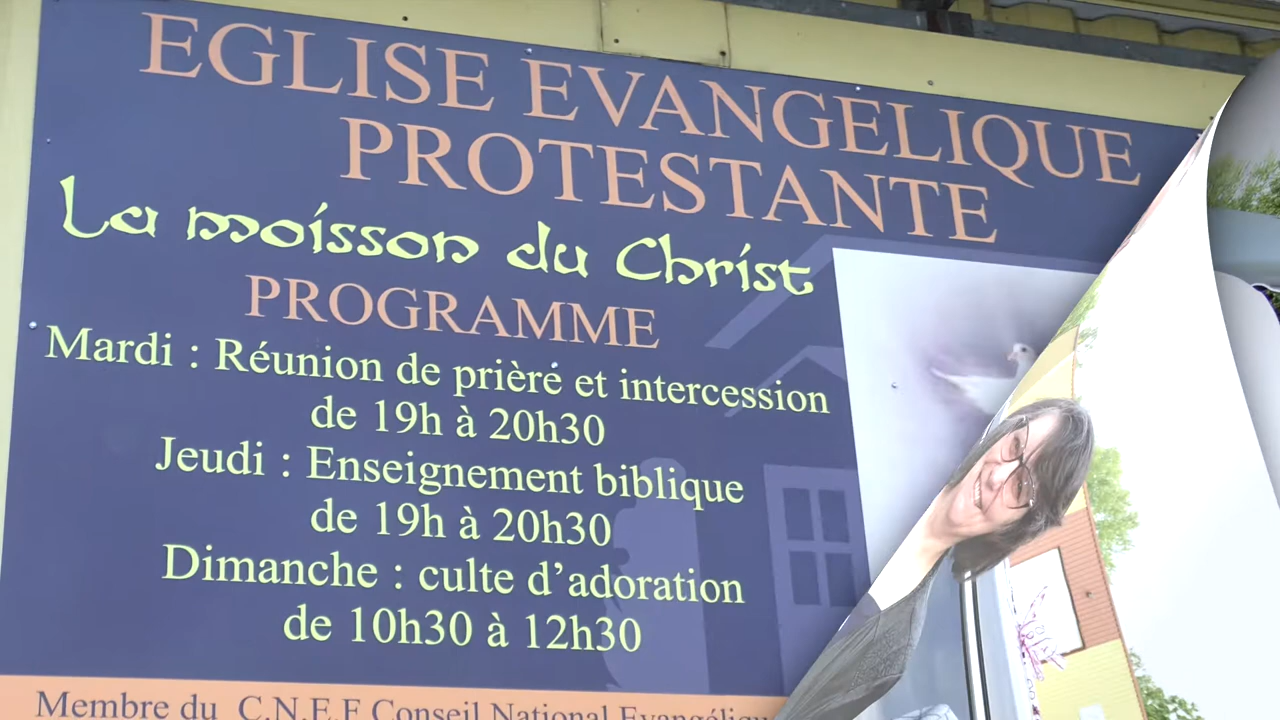 EGLISE EVANGELIQUE
PROTESTANTE
La moisson du Christ
PROGRAMME
Mardi : Réunion de prière et intercession
de 19h à 20h30
Jeudi : Enseignement biblique
de 19h à 20h30
Dimanche : culte d’adoration
de 10h30 à 12h30
Membre du C.N.E.F Conseil National